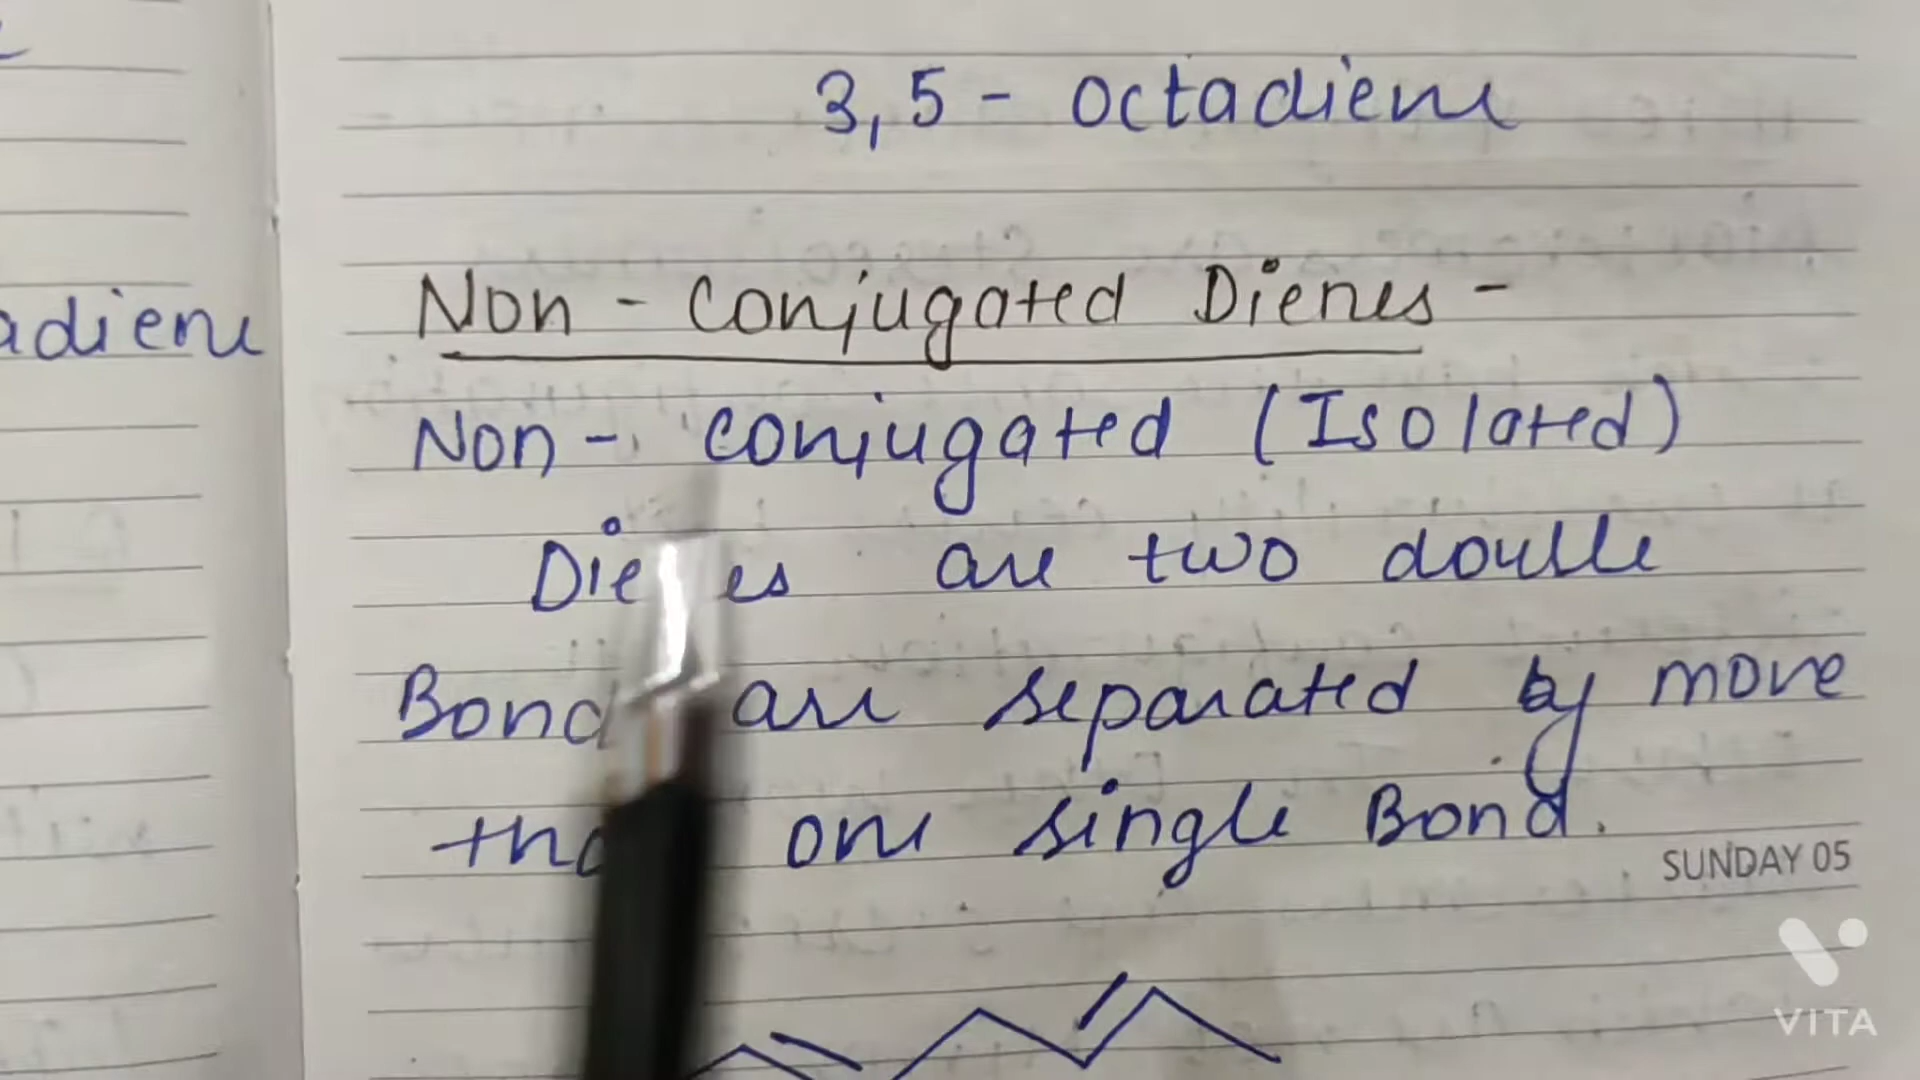 adiene
3,5 - Octadiene
Non - Conjugated Dienes -
Non - conjugated (Isolated)
are two double
Bond are separated by more
one single Bond.
SUNDAY 05
VITA